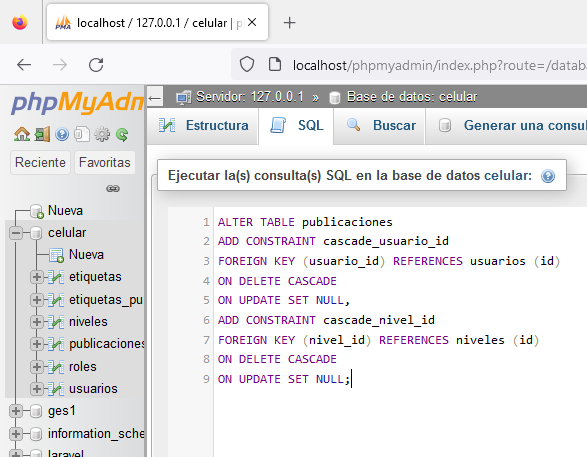 localhost / 127.0.0.1 / celular | p
localhost/phpmyadmin/index.php?route=/databa
phpMyAdm
Servidor: 127.0.0.1 » Base de datos: celular
Estructura SQL Buscar Generar una consul
Reciente Favoritas
Ejecutar la(s) consulta(s) SQL en la base de datos celular:
Nueva
celular
Nueva
etiquetas
etiquetas_pu
niveles
publicaciones
roles
usuarios
ges1
information_sche
laravel
1 ALTER TABLE publicaciones
2 ADD CONSTRAINT cascade_usuario_id
3 FOREIGN KEY (usuario_id) REFERENCES usuarios (id)
4 ON DELETE CASCADE
5 ON UPDATE SET NULL,
6 ADD CONSTRAINT cascade_nivel_id
7 FOREIGN KEY (nivel_id) REFERENCES niveles (id)
8 ON DELETE CASCADE
9 ON UPDATE SET NULL;